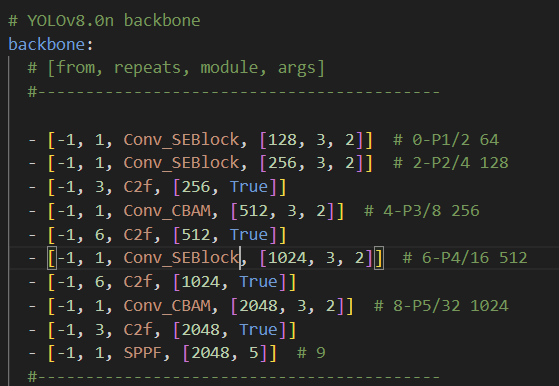 # YOLOv8.0n backbone
backbone:
# [from, repeats, module, args]
#------------------------------------------
- [-1, 1, Conv_SEBlock, [128, 3, 2]] # 0-P1/2 64
- [-1, 1, Conv_SEBlock, [256, 3, 2]] # 2-P2/4 128
- [-1, 3, C2f, [256, True]]
- [-1, 1, Conv_CBAM, [512, 3, 2]] # 4-P3/8 256
- [-1, 6, C2f, [512, True]]
- [-1, 1, Conv_SEBlock, [1024, 3, 2]] # 6-P4/16 512
- [-1, 6, C2f, [1024, True]]
- [-1, 1, Conv_CBAM, [2048, 3, 2]] # 8-P5/32 1024
- [-1, 3, C2f, [2048, True]]
- [-1, 1, SPPF, [2048, 5]] # 9
#------------------------------------------